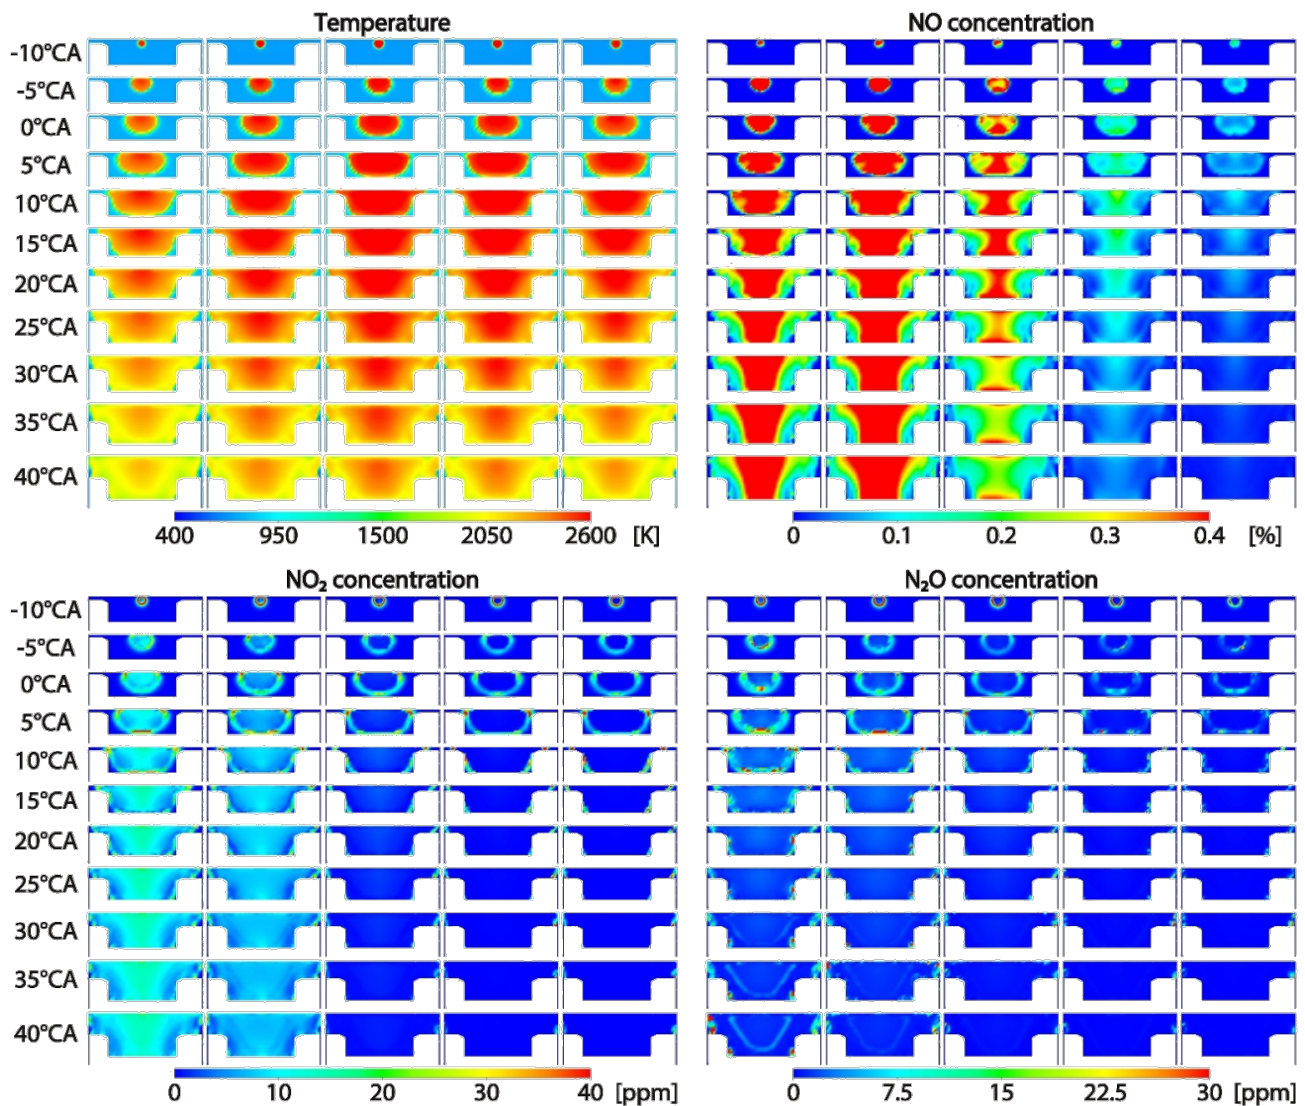 Temperature NO concentration
-10°CA
-5°CA
0°CA
5°CA
10°CA
15°CA
20°CA
25°CA
30°CA
35°CA
40°CA
400 950 1500 2050 2600 [K] 0 0.1 0.2 0.3 0.4 [%]
NO₂ concentration N₂O concentration
-10°CA
-5°CA
0°CA
5°CA
10°CA
15°CA
20°CA
25°CA
30°CA
35°CA
40°CA
0 10 20 30 40 [ppm] 0 7.5 15 22.5 30 [ppm]